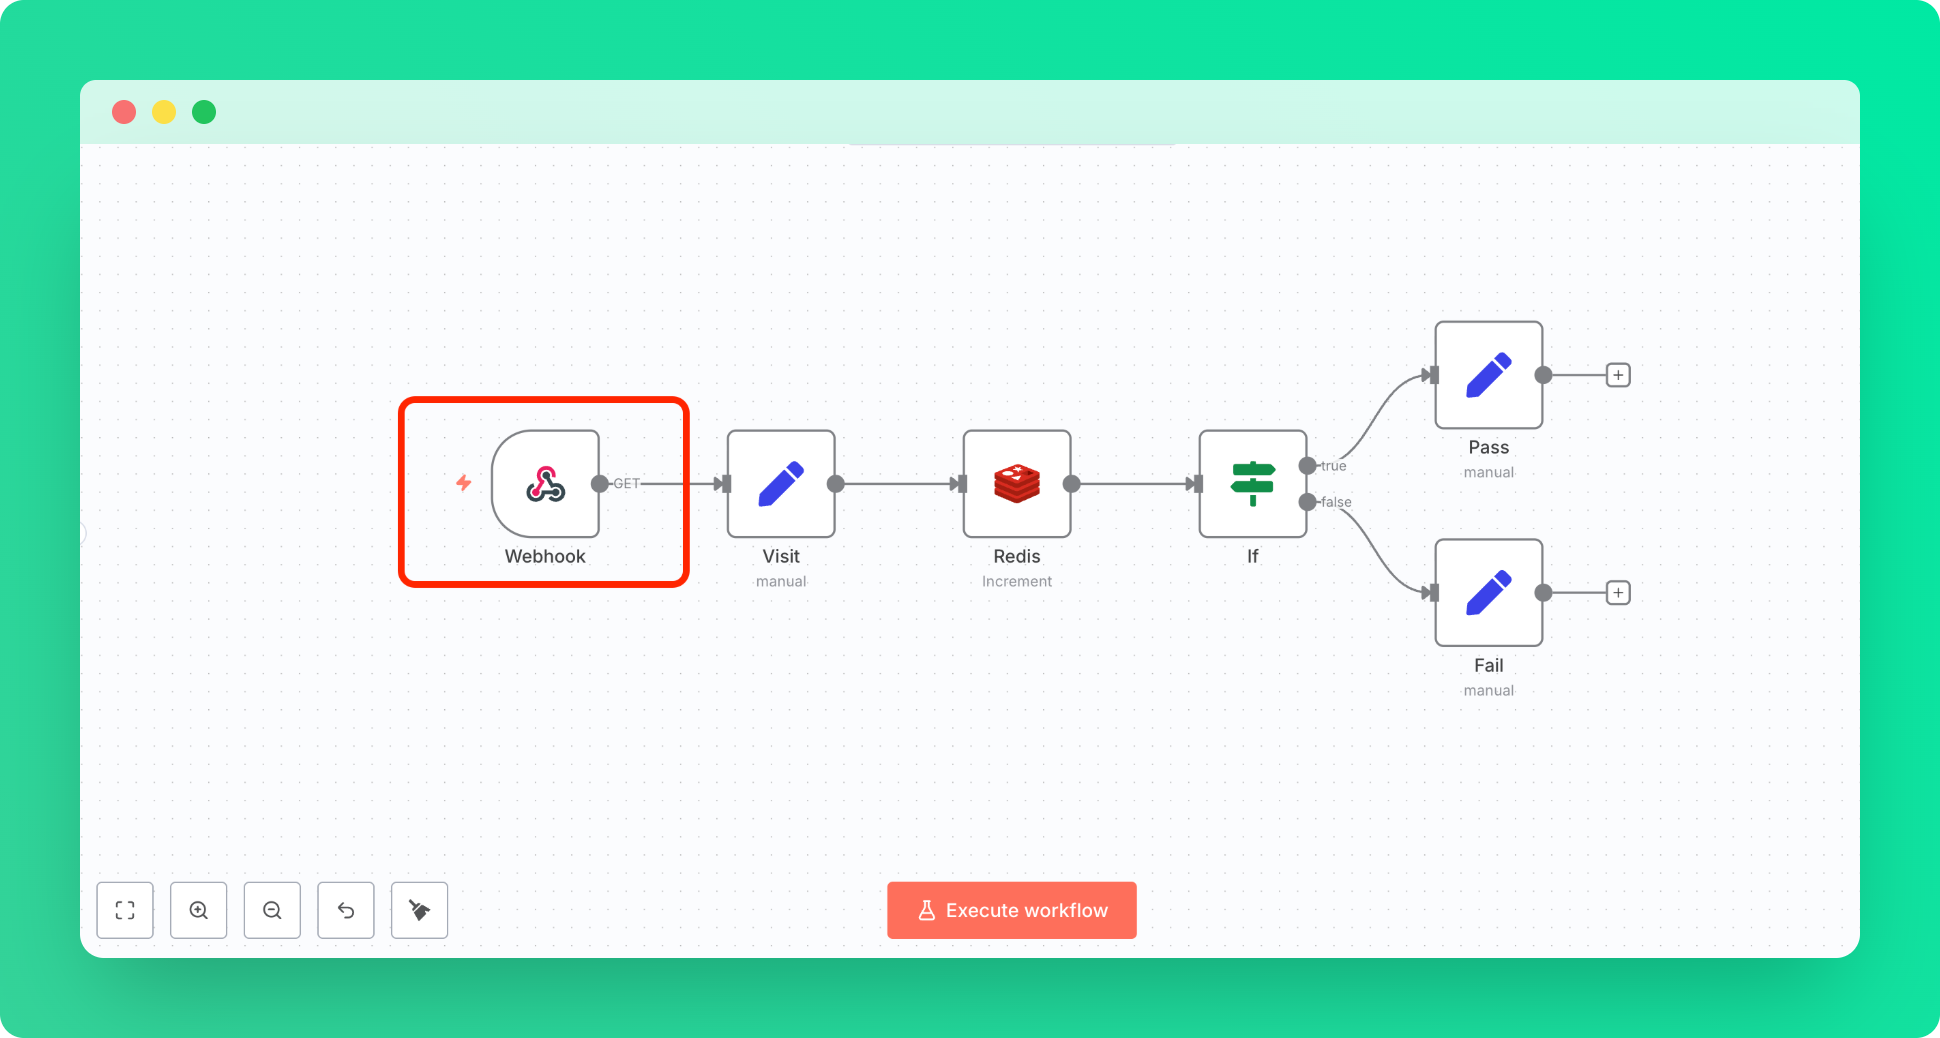 GET
Webhook
Visit
manual
Redis
Increment
If
true
false
Pass
manual
Fail
manual
Execute workflow